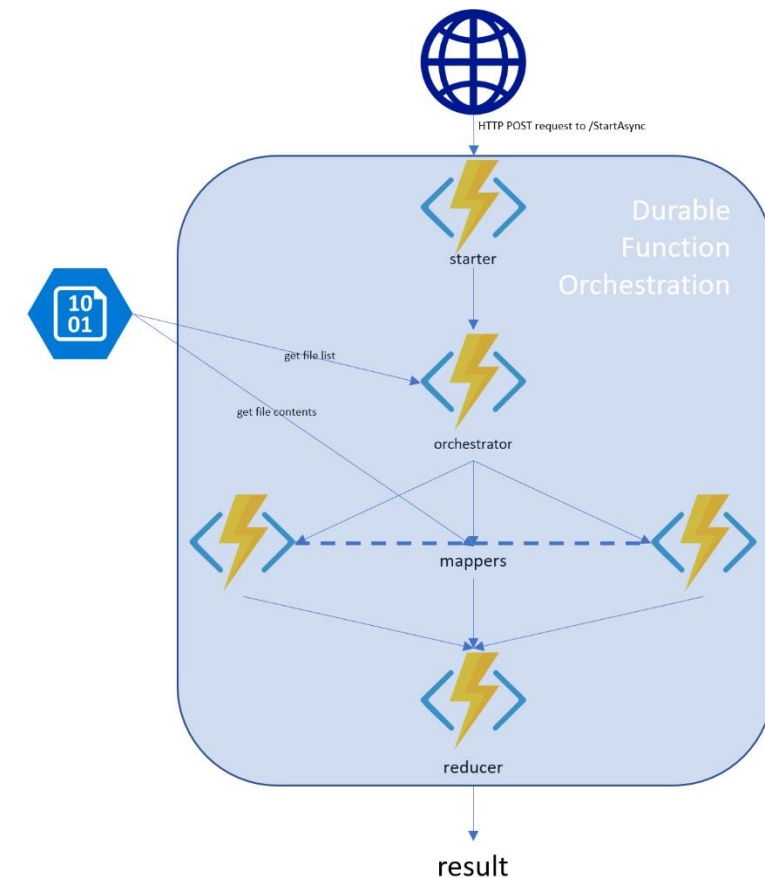 HTTP POST request to /StartAsync
Durable
Function
Orchestration
starter
10
01
get file list
get file contents
orchestrator
mappers
reducer
result